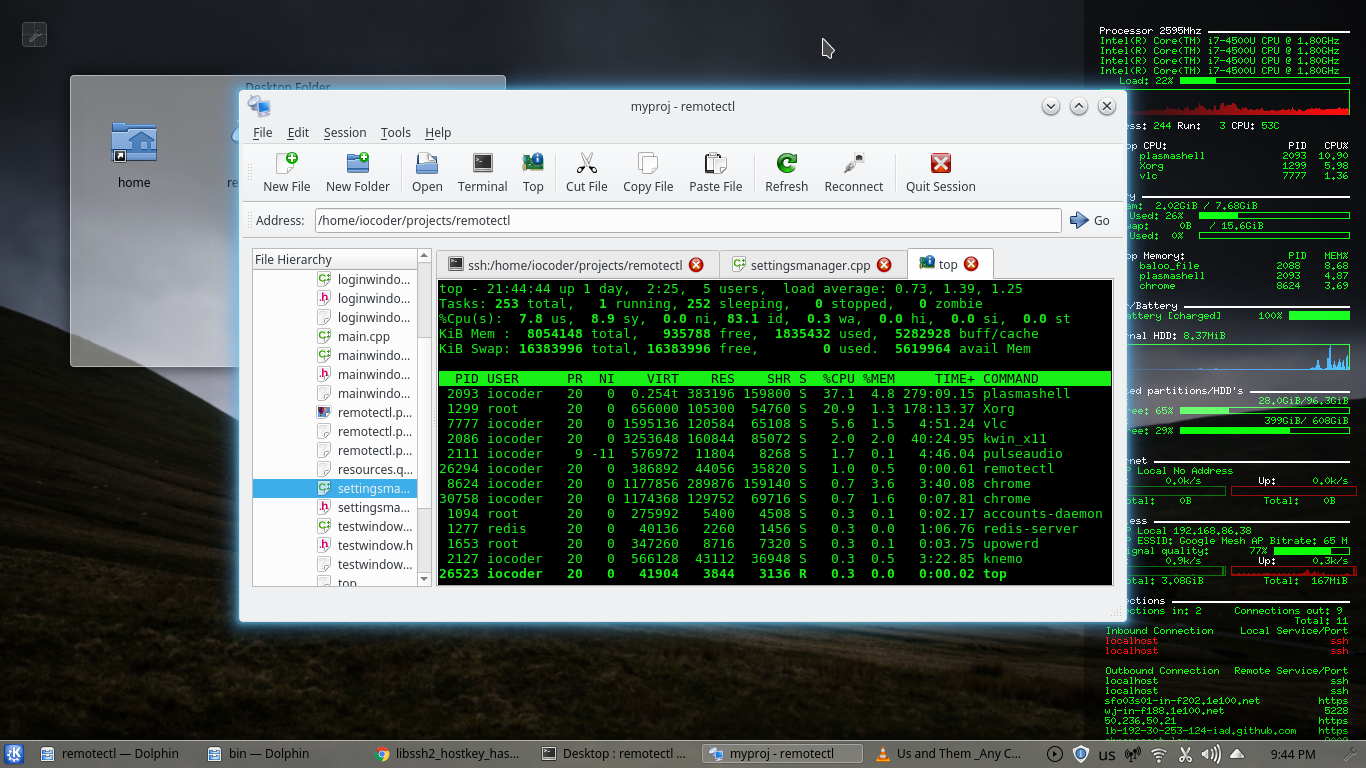 Desktop Folder
home
myproj - remotectl
File Edit Session Tools Help
New File New Folder Open Terminal Top Cut File Copy File Paste File Refresh Reconnect Quit Session
Address: /home/iocoder/projects/remotectl Go
File Hierarchy
loginwindo...
loginwindo...
loginwindo...
main.cpp
mainwindo...
mainwindo...
mainwindo...
remotectl.p...
remotectl.p...
remotectl.p...
resources.q...
settingsma...
settingsma...
testwindow...
testwindow.h
testwindow...
top
ssh:/home/iocoder/projects/remotectl settingsmanager.cpp top
top - 21:44:44 up 1 day, 2:25, 5 users, load average: 0.73, 1.39, 1.25
Tasks: 253 total, 1 running, 252 sleeping, 0 stopped, 0 zombie
%Cpu(s): 7.8 us, 8.9 sy, 0.0 ni, 83.1 id, 0.3 wa, 0.0 hi, 0.0 si, 0.0 st
KiB Mem : 8054148 total, 935788 free, 1835432 used, 5282928 buff/cache
KiB Swap: 16383996 total, 16383996 free, 0 used. 5619964 avail Mem
PID USER PR NI VIRT RES SHR S %CPU %MEM TIME+ COMMAND
2093 iocoder 20 0 0.254t 383196 159800 S 37.1 4.8 279:09.15 plasmashell
1299 root 20 0 656000 105300 54760 S 20.9 1.3 178:13.37 Xorg
7777 iocoder 20 0 1595136 120584 65108 S 5.6 1.5 4:51.24 vlc
2086 iocoder 20 0 3253648 160844 85072 S 2.0 2.0 40:24.95 kwin_x11
2111 iocoder 9 -11 576972 11804 8268 S 1.7 0.1 4:46.04 pulseaudio
26294 iocoder 20 0 386892 44056 35820 S 1.0 0.5 0:00.61 remotectl
8624 iocoder 20 0 1177856 289876 159140 S 0.7 3.6 3:40.08 chrome
30758 iocoder 20 0 1174368 129752 69716 S 0.7 1.6 0:07.81 chrome
1094 root 20 0 275992 5400 4508 S 0.3 0.1 0:02.17 accounts-daemon
1277 redis 20 0 40136 2260 1456 S 0.3 0.0 1:06.76 redis-server
1653 root 20 0 347260 8716 7320 S 0.3 0.1 0:03.75 upowerd
2127 iocoder 20 0 566128 43112 36948 S 0.3 0.5 3:22.85 knemo
26523 iocoder 20 0 41904 3844 3136 R 0.3 0.0 0:00.02 top
Processor 2595Mhz
Intel(R) Core(TM) i7-4500U CPU @ 1.80GHz
Intel(R) Core(TM) i7-4500U CPU @ 1.80GHz
Intel(R) Core(TM) i7-4500U CPU @ 1.80GHz
Intel(R) Core(TM) i7-4500U CPU @ 1.80GHz
Load: 22%
ess: 244 Run: 3 CPU: 53C
op CPU: PID CPU%
plasmashell 2093 10.90
Xorg 1299 5.98
vlc 7777 1.36
ry
am: 2.02GiB / 7.68GiB
Used: 26%
wap: 0B / 15.6GiB
Used: 0%
op Memory: PID MEM%
baloo_file 2088 8.68
plasmashell 2093 4.87
chrome 8624 3.69
r/Battery
attery [charged] 100%
nal HDD: 8.37MiB
ed partitions/HDD's
28.0GiB/96.3GiB
ree: 65%
399GiB/ 608GiB
ree: 29%
rnet
P Local No Address
0.0k/s Up: 0.0k/s
otal: 0B Total: 0B
less
P Local 192.168.86.38
P ESSID: Google Mesh AP Bitrate: 65 M
ignal quality: 77%
0.9k/s Up: 0.3k/s
otal: 3.08GiB Total: 167MiB
ections
ections in: 2 Connections out: 9
Total: 11
Inbound Connection Local Service/Port
localhost ssh
localhost ssh
Outbound Connection Remote Service/Port
localhost ssh
localhost ssh
sfo03s01-in-f202.1e100.net https
wj-in-f188.1e100.net 5228
50.236.50.21 https
lb-192-30-253-124-iad.github.com https
remotectl — Dolphin bin — Dolphin libssh2_hostkey_has... Desktop : remotectl ... myproj - remotectl Us and Them _Any C... us 9:44 PM